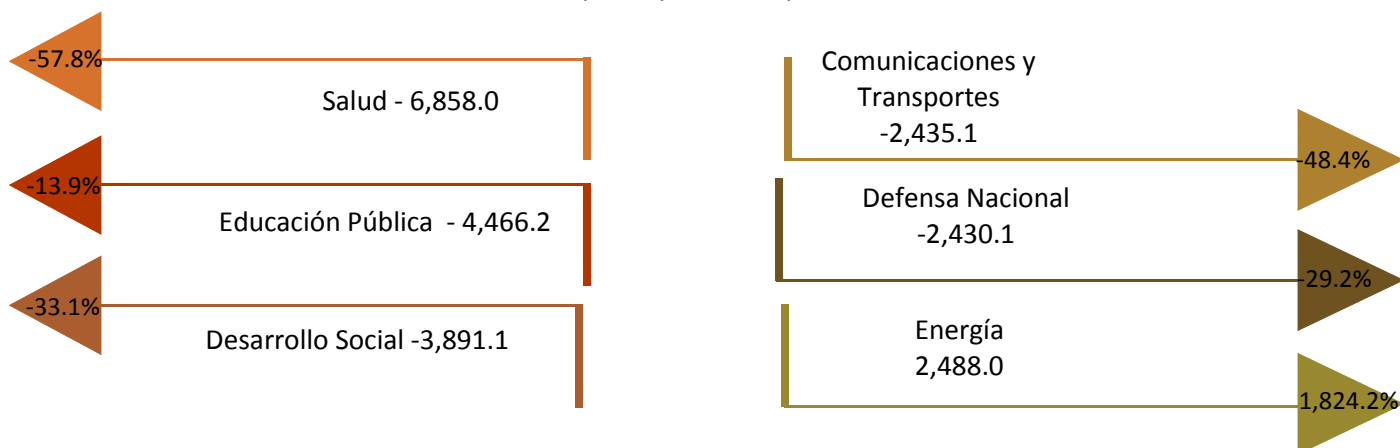 -57.8%
Salud - 6,858.0
-13.9%
Educación Pública - 4,466.2
-33.1%
Desarrollo Social -3,891.1
Comunicaciones y
Transportes
-2,435.1
-48.4%
Defensa Nacional
-2,430.1
-29.2%
Energía
2,488.0
1,824.2%